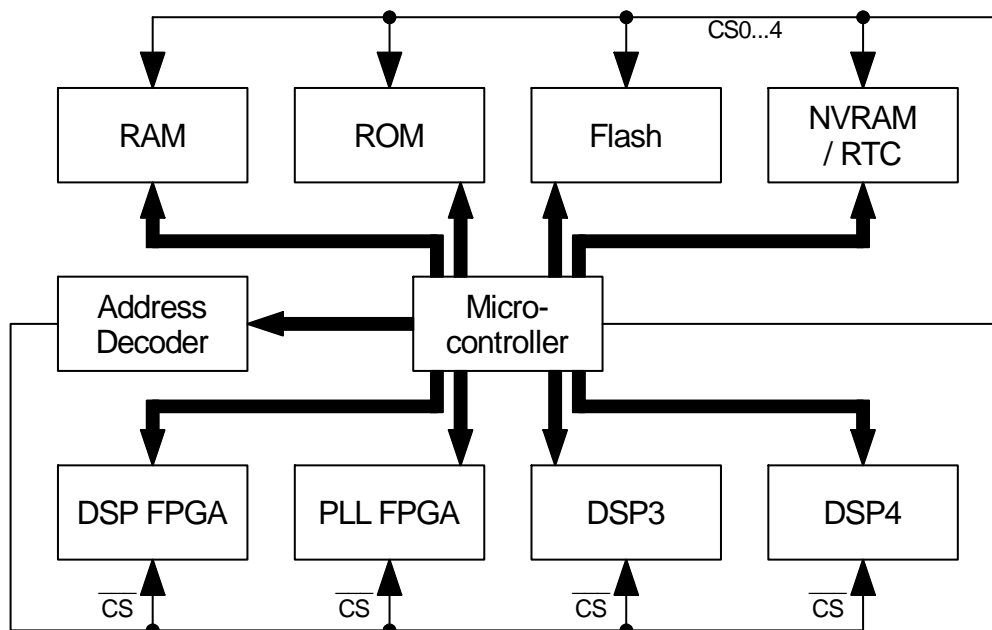 CS0...4
RAM
ROM
Flash
NVRAM
/ RTC
Address
Decoder
Micro-
controller
DSP FPGA
PLL FPGA
DSP3
DSP4
CS
CS
CS
CS